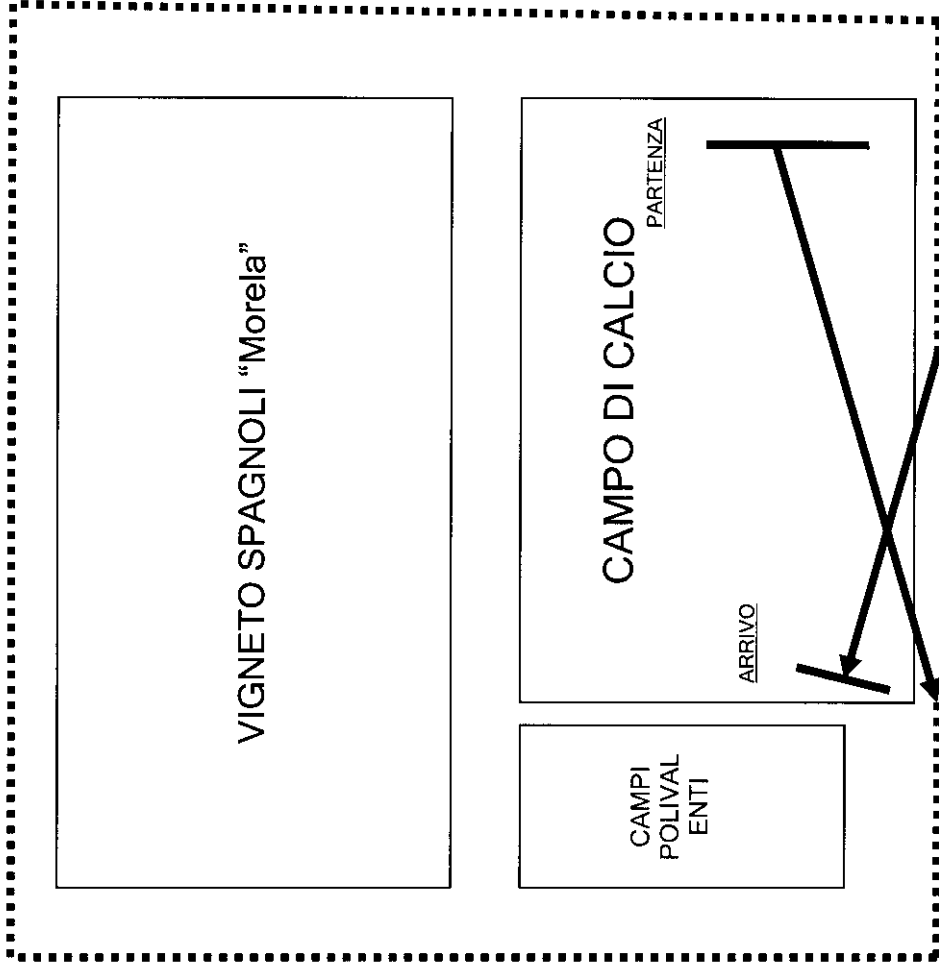 VIGNETO SPAGNOLI “Morela”
CAMPO DI CALCIO
PARTENZA
ARRIVO
CAMPI
POLIVAL
ENTI